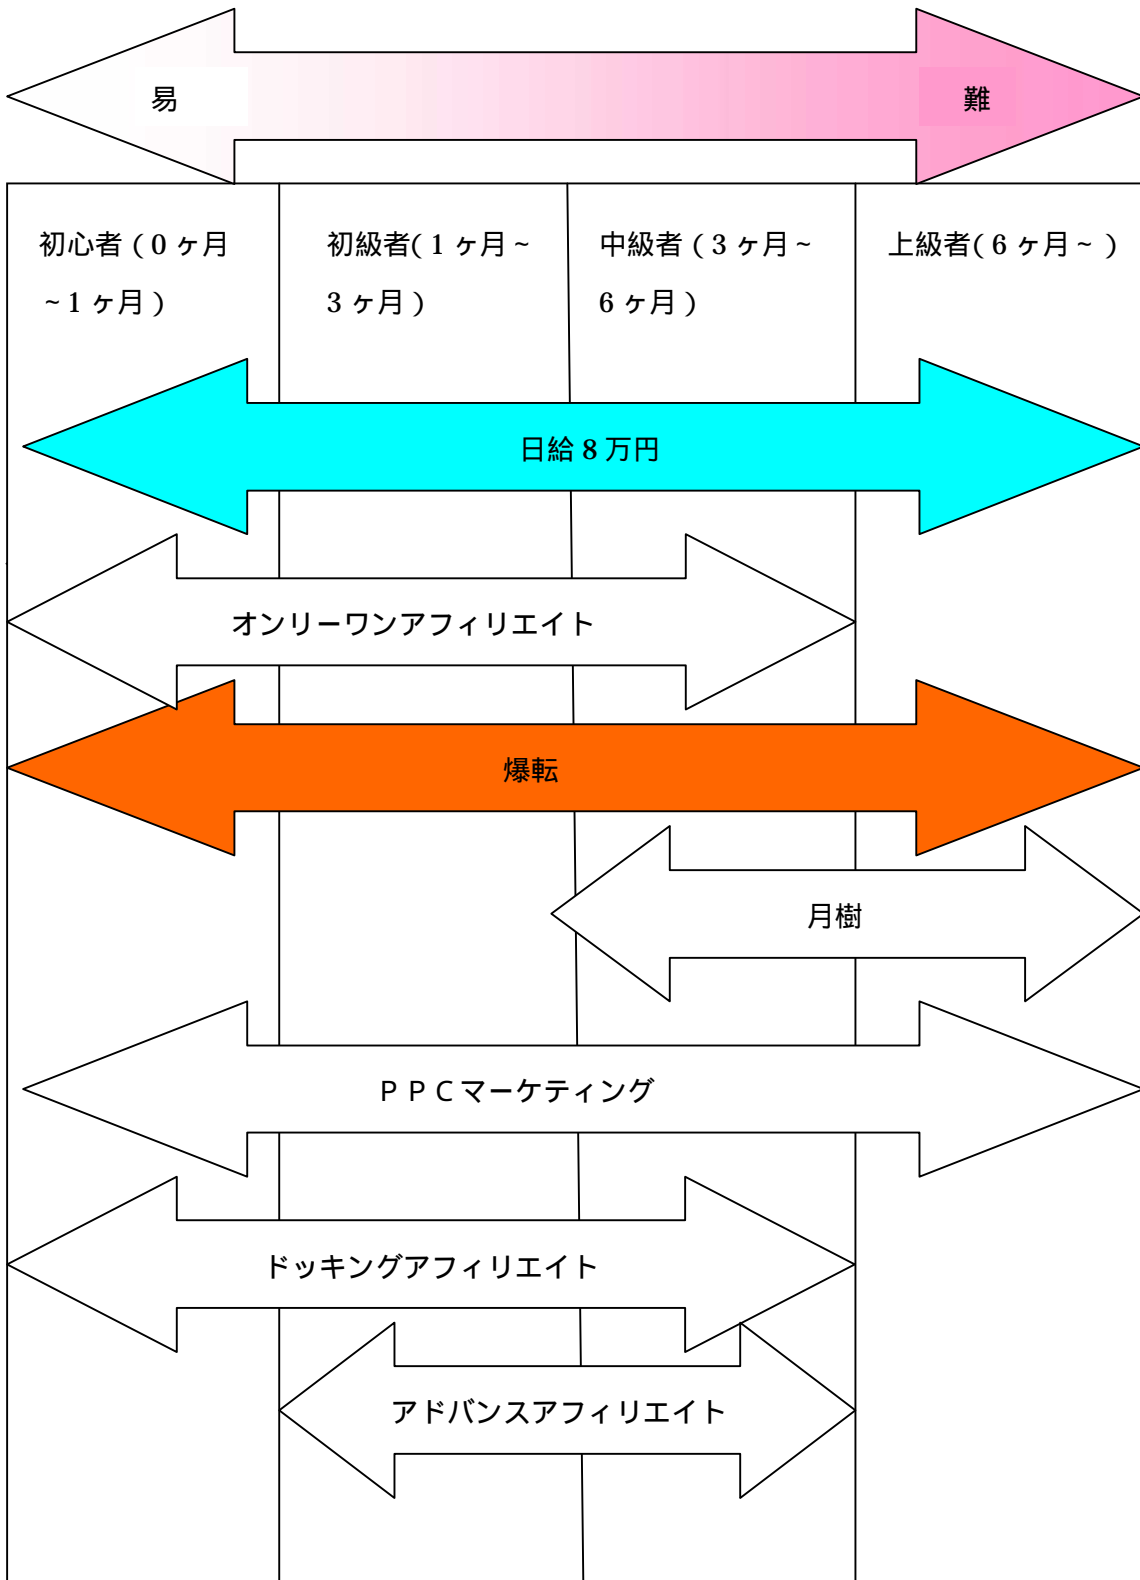 易
難
初心者（0 ヶ月
~1 ヶ月）
初級者(1 ヶ月~
3 ヶ月）
中級者（3 ヶ月~
6 ヶ月）
上級者(6 ヶ月~ )
日給 8 万円
オンリーワンアフィリエイト
爆転
月樹
ＰＰＣマーケティング
ドッキングアフィリエイト
アドバンスアフィリエイト